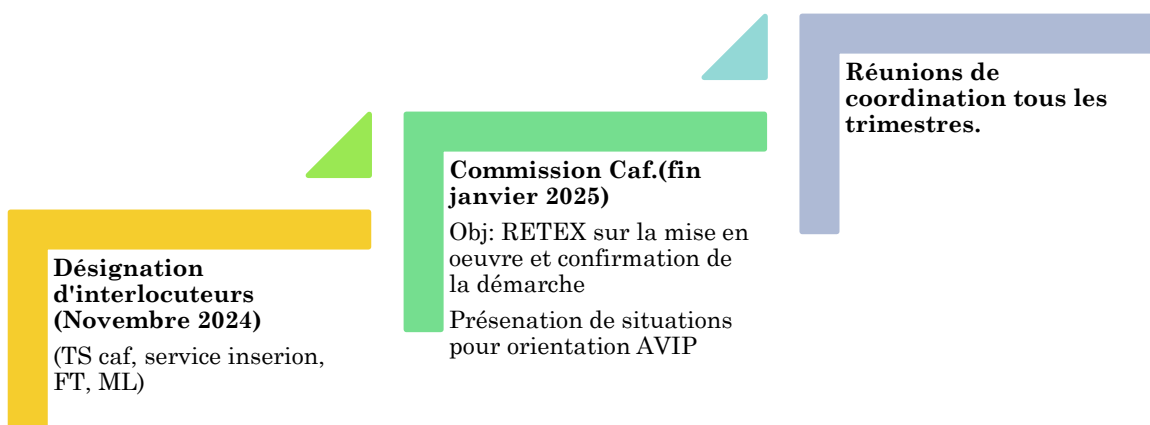 Désignation
d'interlocuteurs
(Novembre 2024)
(TS caf, service inserion,
FT, ML)
Commission Caf.(fin
janvier 2025)
Obj: RETEX sur la mise en
oeuvre et confirmation de
la démarche
Présenation de situations
pour orientation AVIP
Réunions de
coordination tous les
trimestres.